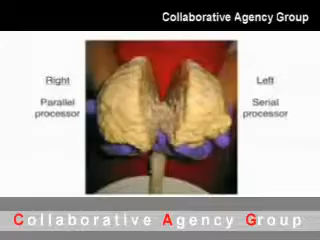 Collaborative Agency Group
Right
Left
Parallel
processor
Serial
processor
Collaborative Agency Group